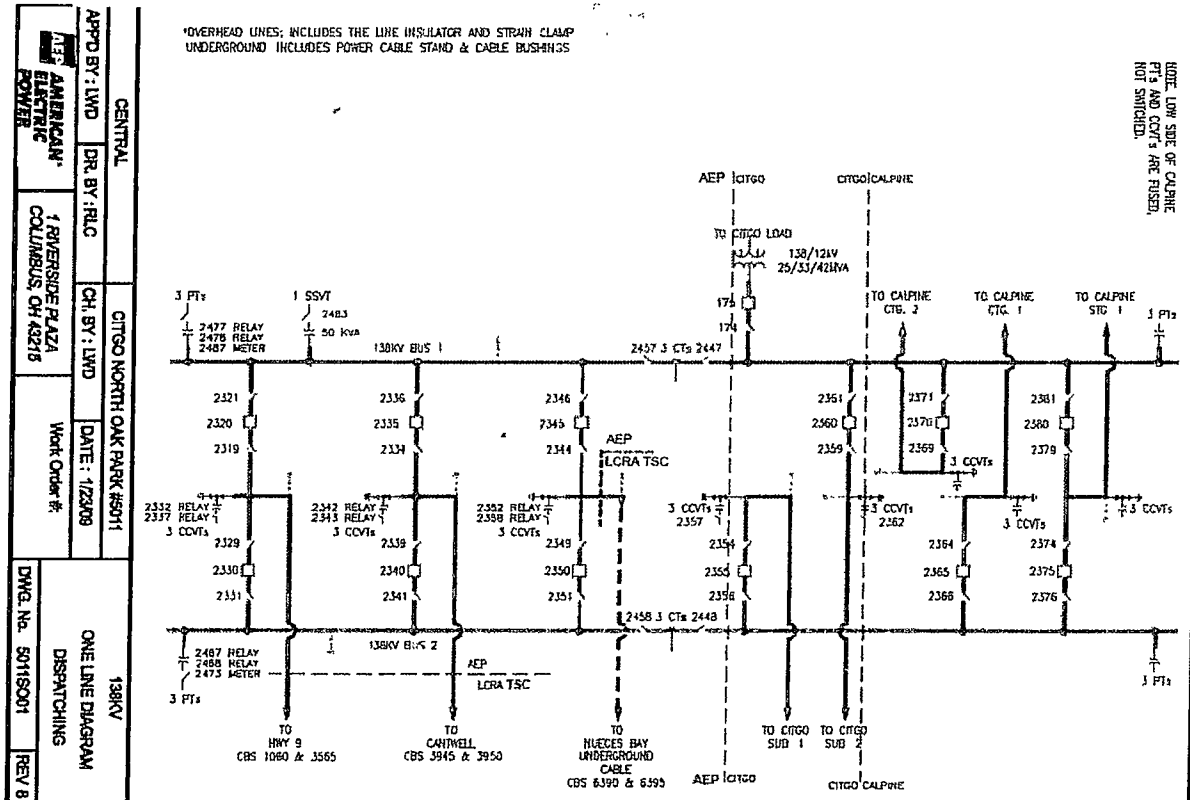 *OVERHEAD LINES; INCLUDES THE LINE INSULATOR AND STRAIN CLAMP
UNDERGROUND INCLUDES POWER CABLE STAND & CABLE BUSHINGS
NOTE, LOW SIDE OF CALPINE
PT's AND CCVT's ARE FUSED,
NOT SWITCHED.
AEP CITGO
CITGO CALPINE
TO CITGO LOAD
138/12kV
25/33/42MVA
175
174
3 PTs
2477 RELAY
2478 RELAY
2487 METER
1 SSVT
2483
50 KVA
138KV BUS 1
2457 3 CTs 2447
TO CALPINE
CTG. 2
TO CALPINE
CTG. 1
TO CALPINE
STG 1
3 PTs
2321
2320
2319
2336
2335
2334
2346
2345
2344
2361
2360
2359
2371
2370
2369
2381
2380
2379
AEP
LCRA TSC
2332 RELAY
2337 RELAY
3 CCVTs
2342 RELAY
2343 RELAY
3 CCVTs
2352 RELAY
2358 RELAY
3 CCVTs
3 CCVTs
2357
3 CCVTs
2362
3 CCVTs
3 CCVTs
3 CCVTs
2329
2330
2331
2339
2340
2341
2349
2350
2351
2354
2355
2356
2364
2365
2366
2374
2375
2376
2458 3 CTs 2448
138KV BUS 2
2467 RELAY
2468 RELAY
2473 METER
3 PTs
AEP
LCRA TSC
3 PTs
TO
HWY 9
CBS 1060 & 3565
TO
CANTWELL
CBS 3945 & 3950
TO
NUECES BAY
UNDERGROUND
CABLE
CBS 6390 & 6395
TO CITGO
SUB 1
TO CITGO
SUB 2
AEP CITGO
CITGO CALPINE
CENTRAL
CITGO NORTH OAK PARK #5011
138KV
ONE LINE DIAGRAM
DISPATCHING
APP'D BY : LWD
DR. BY : RLC
CH. BY : LWD
DATE : 1/23/09
AEP AMERICAN
ELECTRIC
POWER
1 RIVERSIDE PLAZA
COLUMBUS, OH 43215
Work Order #:
DWG. No. 5011SO01
REV 8